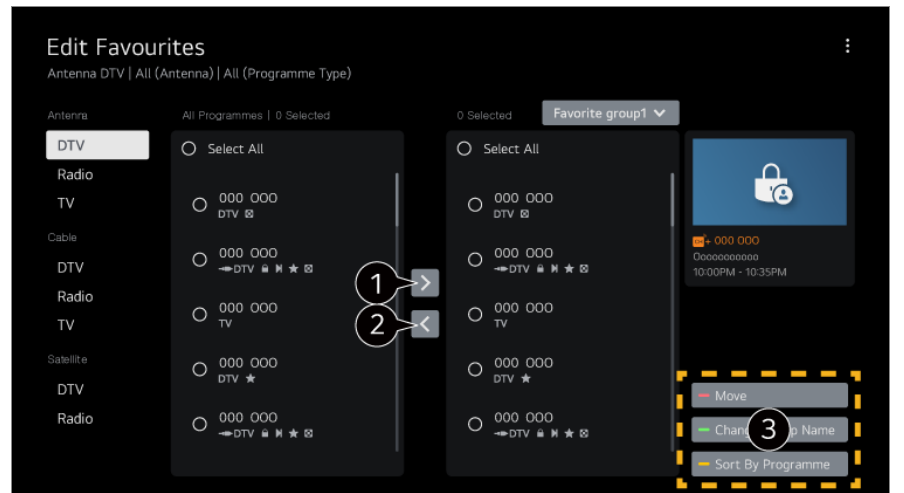 Edit Favourites
Antenna DTV | All (Antenna) | All (Programme Type)
Antenna
DTV
Radio
TV
Cable
DTV
Radio
TV
Satellite
DTV
Radio
All Programmes | 0 Selected
Select All
000 000
DTV
000 000
DTV
000 000
TV
000 000
DTV
000 000
DTV
1
2
0 Selected
Favorite group1
Select All
000 000
DTV
000 000
DTV
000 000
TV
000 000
DTV
000 000
DTV
000 000
Ooooooooooo
10:00PM - 10:35PM
Move
3
Name
Sort By Programme